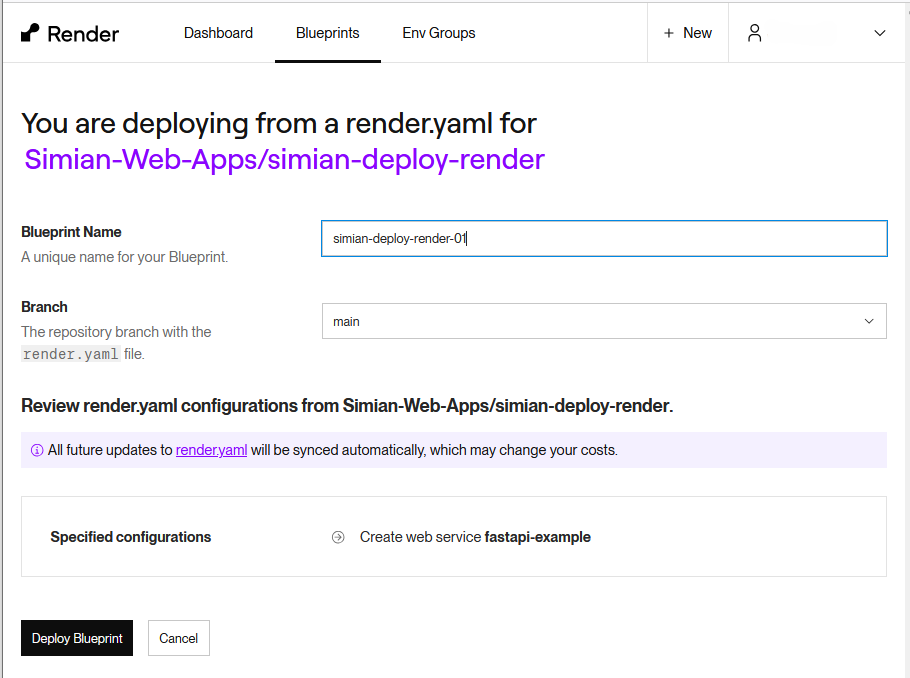 Render
Dashboard
Blueprints
Env Groups
+ New
You are deploying from a render.yaml for
Simian-Web-Apps/simian-deploy-render
Blueprint Name
simian-deploy-render-01
A unique name for your Blueprint.
Branch
main
The repository branch with the
render.yaml file.
Review render.yaml configurations from Simian-Web-Apps/simian-deploy-render.
All future updates to render.yaml will be synced automatically, which may change your costs.
Specified configurations
Create web service fastapi-example
Deploy Blueprint
Cancel